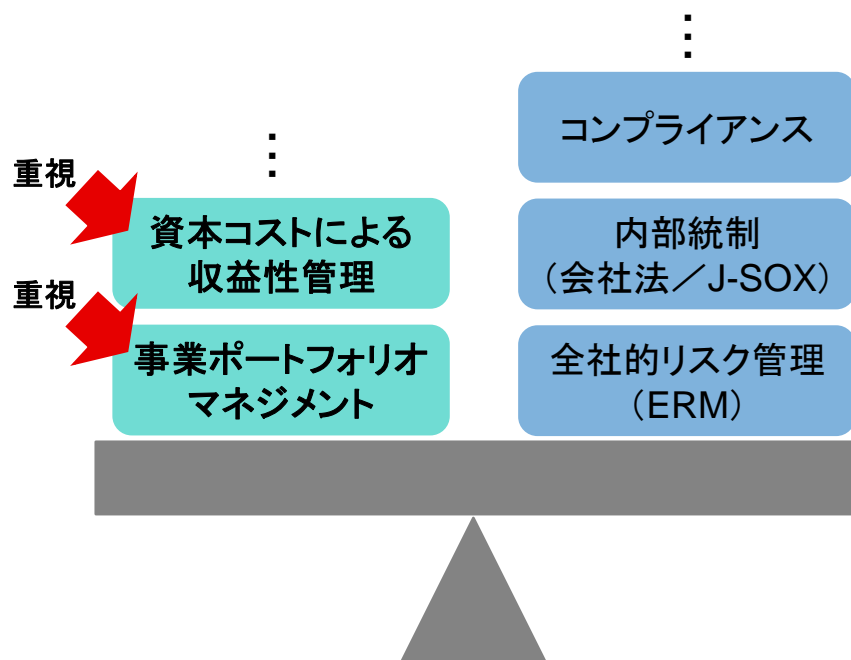 重視
資本コストによる
収益性管理
重視
事業ポートフォリオ
マネジメント
コンプライアンス
内部統制
（会社法／J-SOX）
全社的リスク管理
（ERM）